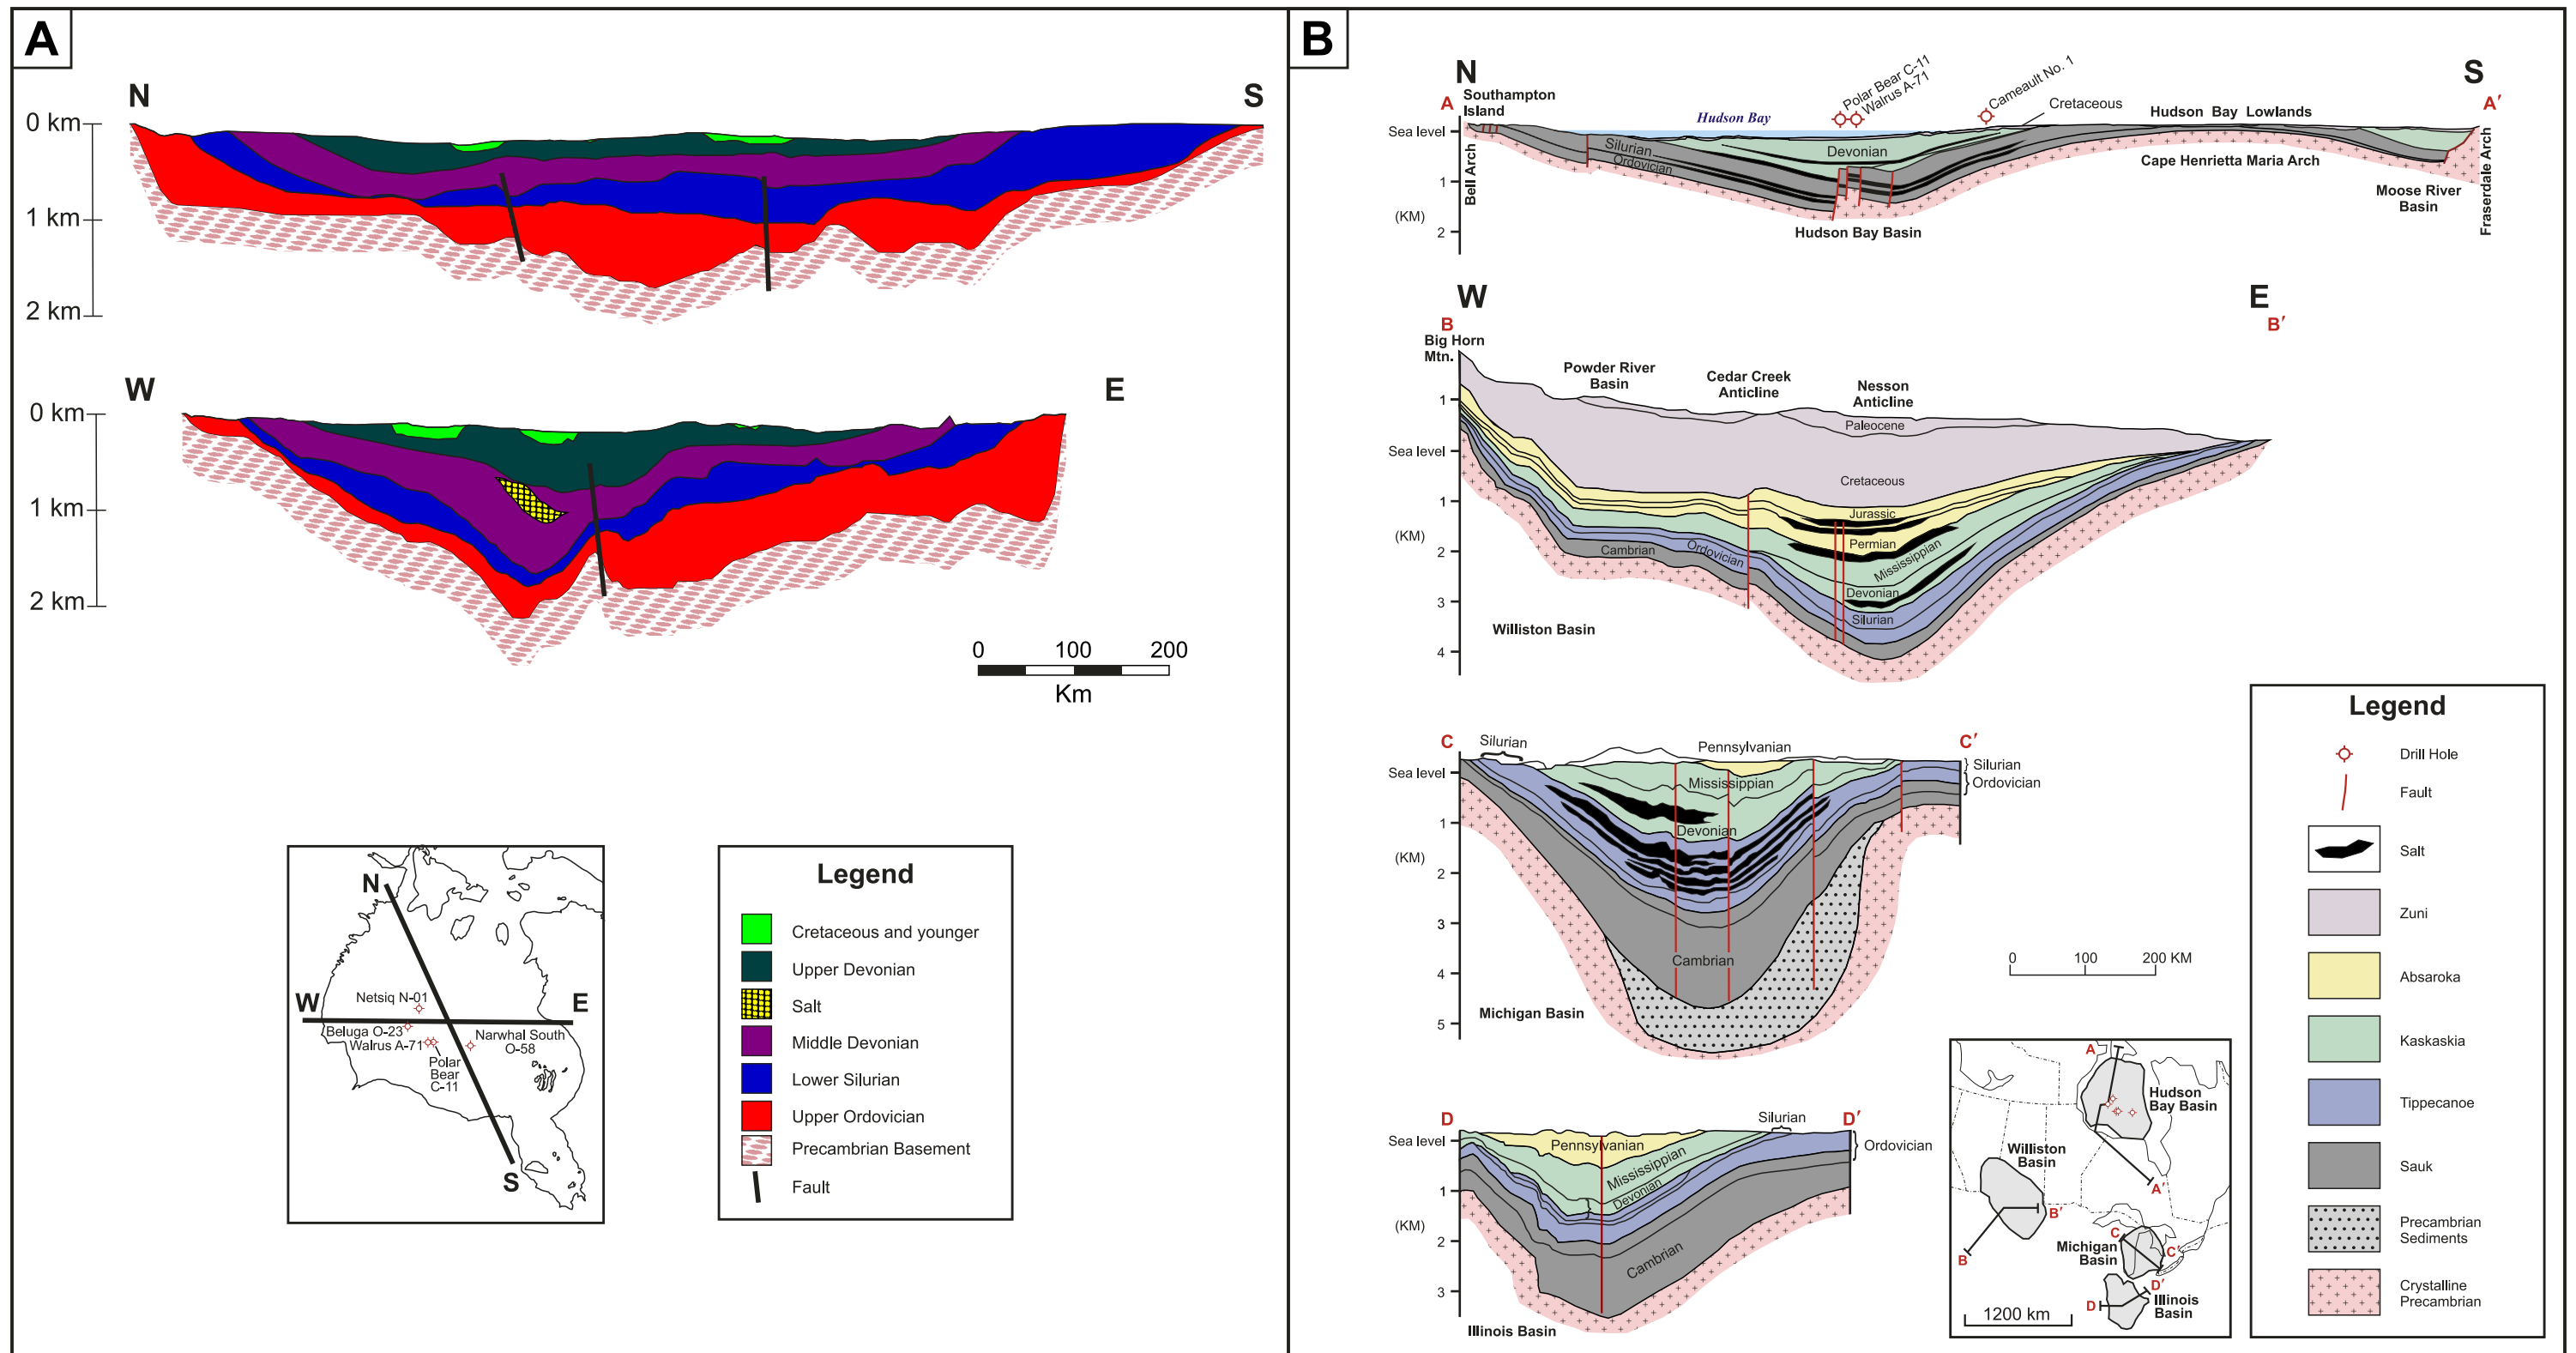 A
N
S
0 km
1 km
2 km
W
E
0 km
1 km
2 km
0 100 200
Km
N
W
E
Netsiq N-01
Beluga O-23
Walrus A-71
Polar
Bear
C-11
Narwhal South
O-58
S
Legend
Cretaceous and younger
Upper Devonian
Salt
Middle Devonian
Lower Silurian
Upper Ordovician
Precambrian Basement
Fault
B
N
S
A
Southampton
Island
A′
Polar Bear C-11
Walrus A-71
Cameault No. 1
Cretaceous
Hudson Bay
Hudson Bay Lowlands
Sea level
1
(KM)
2
Bell Arch
Silurian
Ordovician
Devonian
Cape Henrietta Maria Arch
Hudson Bay Basin
Moose River
Basin
Fraserdale Arch
W
E
B
B′
Big Horn
Mtn.
Powder River
Basin
Cedar Creek
Anticline
Nesson
Anticline
1
Sea level
1
(KM)
2
3
4
Paleocene
Cretaceous
Jurassic
Permian
Mississippian
Devonian
Silurian
Ordovician
Cambrian
Williston Basin
C
C′
Silurian
Pennsylvanian
Silurian
Ordovician
Sea level
1
(KM)
2
3
4
5
Mississippian
Devonian
Cambrian
Michigan Basin
0 100 200 KM
D
D′
Silurian
Ordovician
Sea level
1
(KM)
2
3
Pennsylvanian
Mississippian
Devonian
Cambrian
Illinois Basin
A
Hudson
Bay Basin
Williston
Basin
A′
B′
B
C
C′
Michigan
Basin
D′
D
Illinois
Basin
1200 km
Legend
Drill Hole
Fault
Salt
Zuni
Absaroka
Kaskaskia
Tippecanoe
Sauk
Precambrian
Sediments
Crystalline
Precambrian